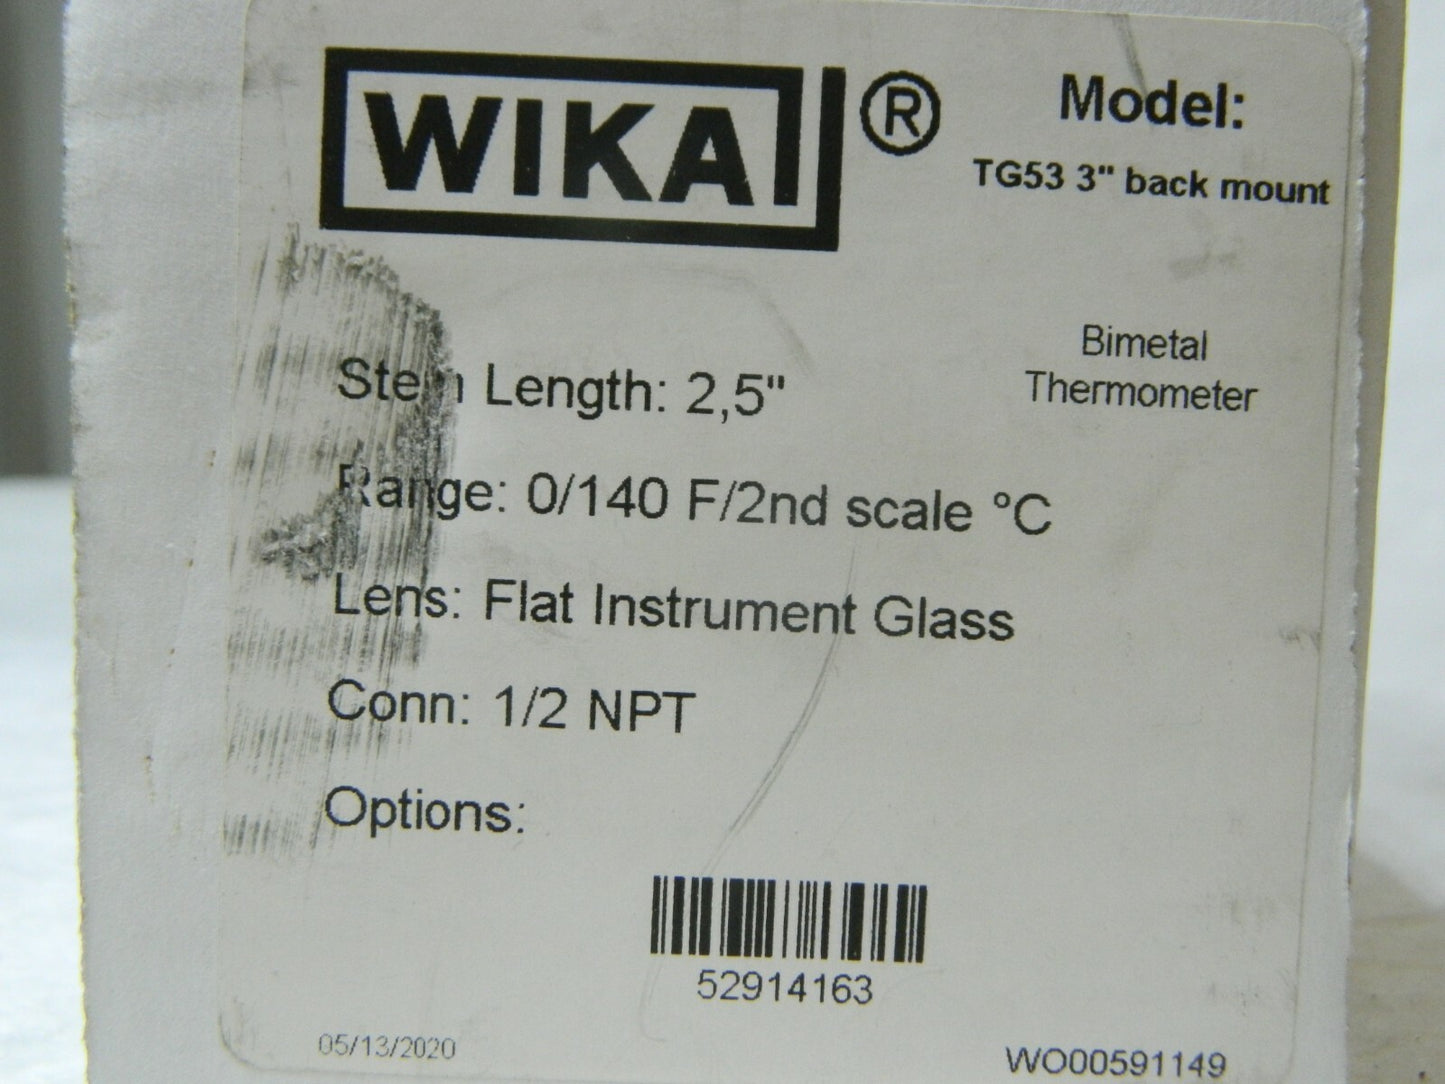 WIKA ®
Model:
TG53 3" back mount
Bimetal
Thermometer
Stem Length: 2,5"
Range: 0/140 F/2nd scale °C
Lens: Flat Instrument Glass
Conn: 1/2 NPT
Options:
52914163
05/13/2020
WO00591149